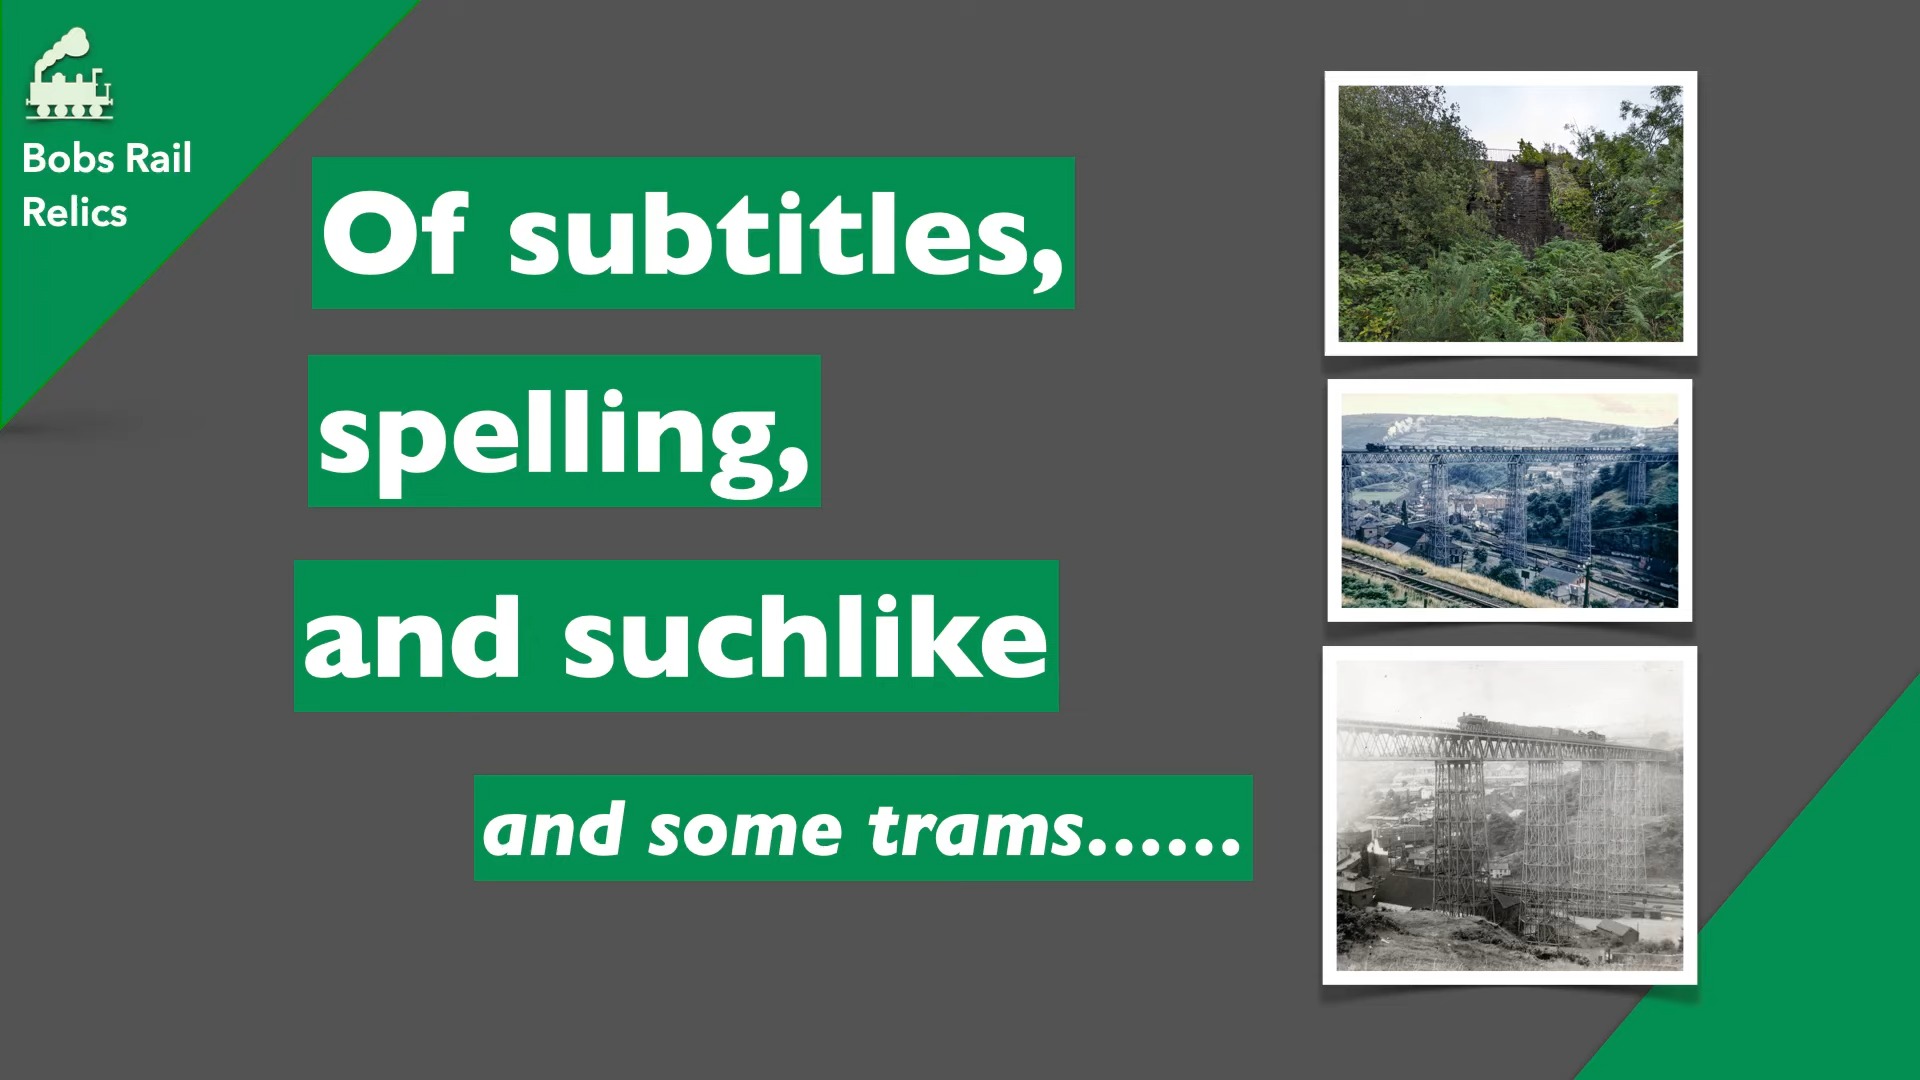 Bobs Rail
Relics
Of subtitles,
spelling,
and suchlike
and some trams......